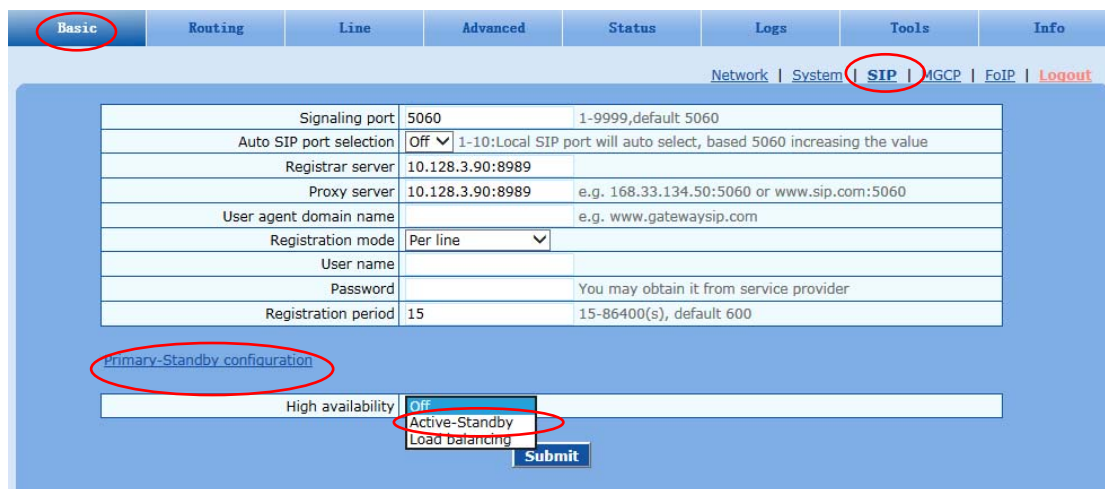 Basic Routing Line Advanced Status Logs Tools Info
Network | System | SIP | MGCP | FoIP | Logout
Signaling port 5060 1-9999,default 5060
Auto SIP port selection Off 1-10:Local SIP port will auto select, based 5060 increasing the value
Registrar server 10.128.3.90:8989
Proxy server 10.128.3.90:8989 e.g. 168.33.134.50:5060 or www.sip.com:5060
User agent domain name e.g. www.gatewaysip.com
Registration mode Per line
User name
Password You may obtain it from service provider
Registration period 15 15-86400(s), default 600
Primary-Standby configuration
High availability Off
Active-Standby
Load balancing
Submit